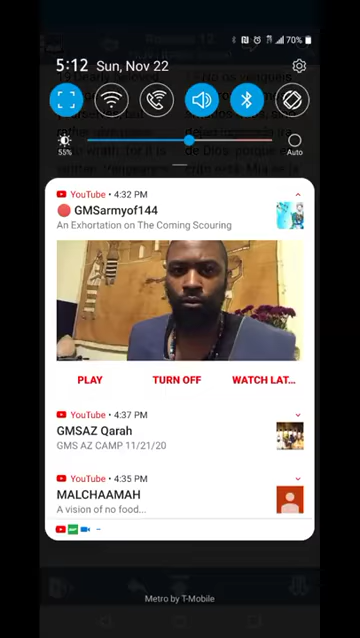 70%
5:12 Sun, Nov 22
55%
Auto
YouTube • 4:32 PM
GMSarmyof144
An Exhortation on The Coming Scouring
PLAY TURN OFF WATCH LAT...
YouTube • 4:37 PM
GMSAZ Qarah
GMS AZ CAMP 11/21/20
YouTube • 4:35 PM
MALCHAAMAH
A vision of no food...
Metro by T-Mobile